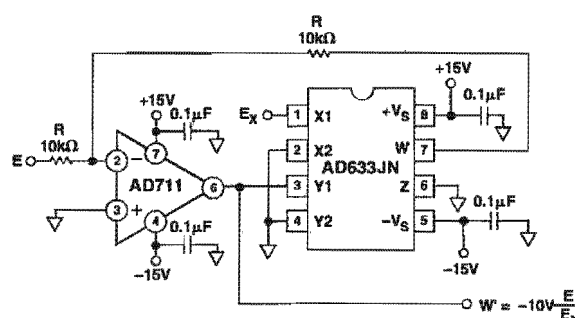 R
10kΩ
+15V
+15V
0.1μF
0.1μF
R
10kΩ
E
EX
1 X1 +VS 8
2 X2 W 7
AD633JN
3 Y1 Z 6
4 Y2 –VS 5
2 –
7
AD711
6
3 +
4
0.1μF
0.1μF
–15V
–15V
W' = –10V E
E